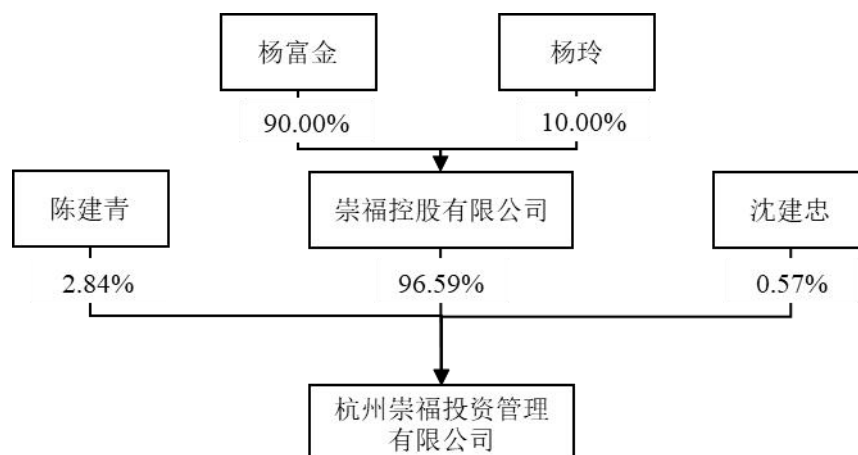 杨富金
杨玲
90.00%
10.00%
陈建青
崇福控股有限公司
沈建忠
2.84%
96.59%
0.57%
杭州崇福投资管理
有限公司